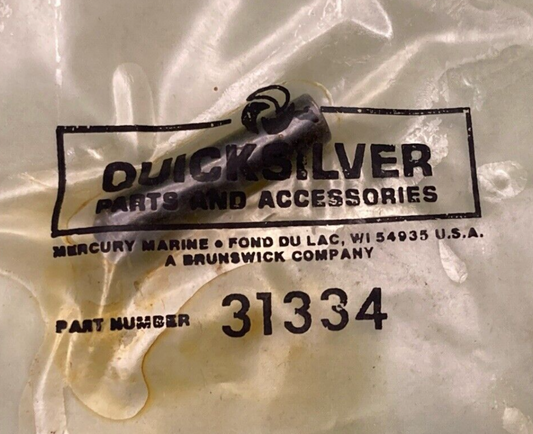 QUICKSILVER
PARTS AND ACCESSORIES
MERCURY MARINE • FOND DU LAC, WI 54935 U.S.A.
A BRUNSWICK COMPANY
PART NUMBER 31334